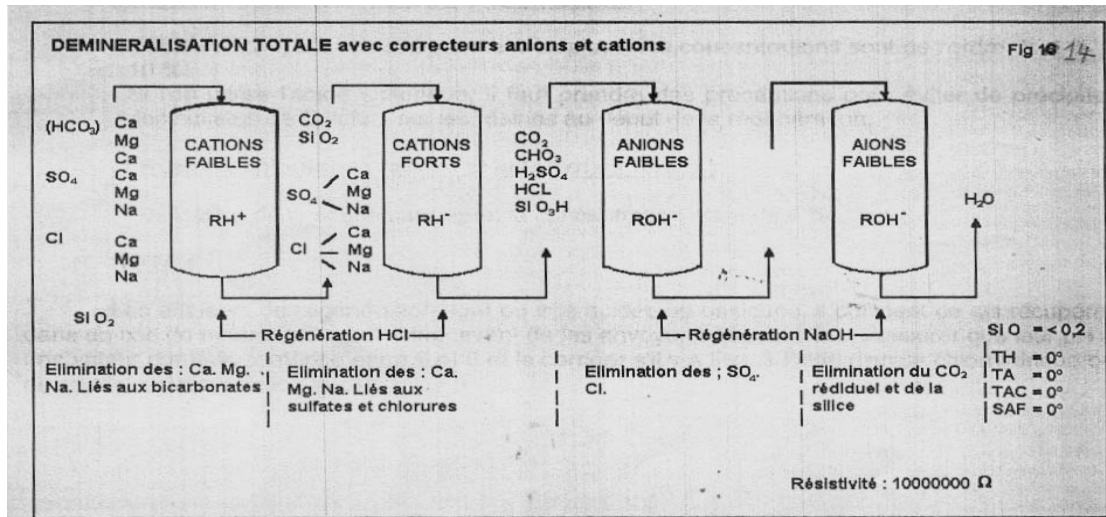 DEMINERALISATION TOTALE avec correcteurs anions et cations
Fig 10 14
(HCO3)
SO4
Cl
SI O2
Ca
Mg
Ca
Ca
Mg
Na
Ca
Mg
Na
CATIONS
FAIBLES
RH+
CO2
SI O2
SO4
Ca
Mg
Na
Cl
Ca
Mg
Na
CATIONS
FORTS
RH-
CO2
CHO3
H2SO4
HCL
SI O3H
ANIONS
FAIBLES
ROH-
AIONS
FAIBLES
ROH-
H2O
Régénération HCl
Régénération NaOH
Elimination des : Ca. Mg.
Na. Liés aux bicarbonates
Elimination des : Ca.
Mg. Na. Liés aux
sulfates et chlorures
Elimination des ; SO4.
Cl.
Elimination du CO2
rédiduel et de la
silice
SI O = < 0.2
TH = 0°
TA = 0°
TAC = 0°
SAF = 0°
Résistivité : 10000000 Ω